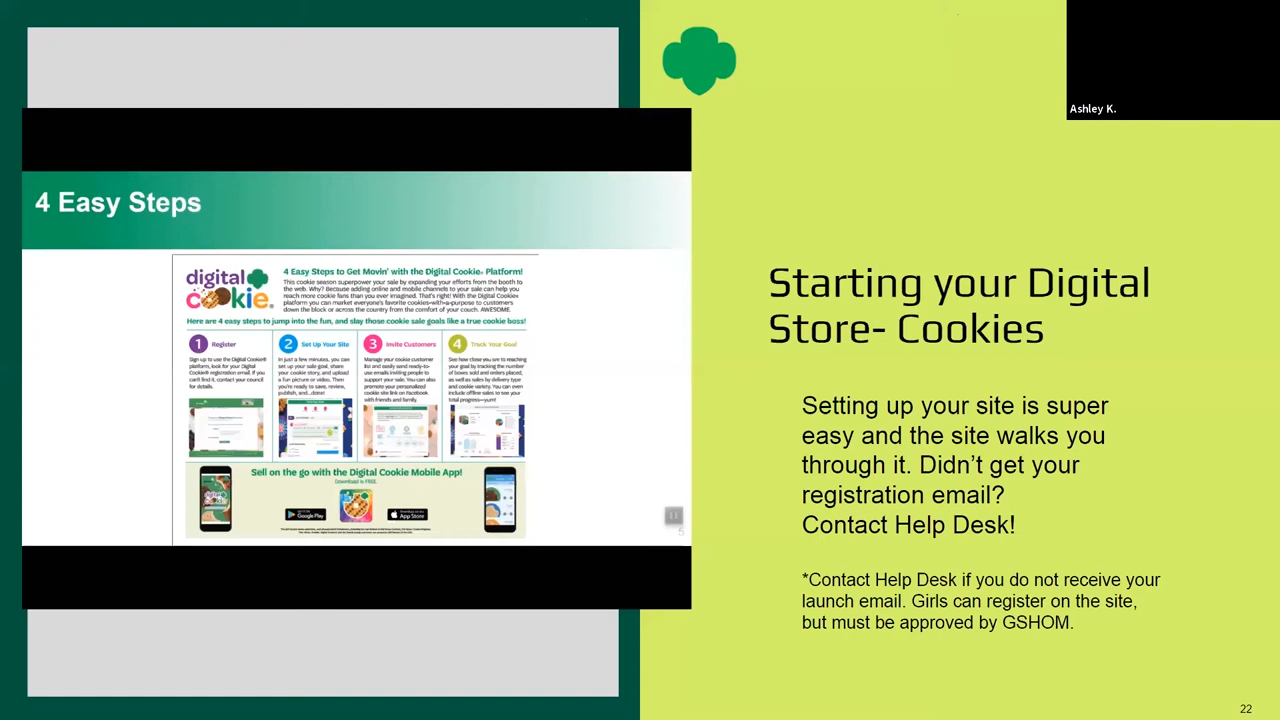 Ashley K.
4 Easy Steps
digital
cookie®
4 Easy Steps to Get Movin' with the Digital Cookie® Platform!
This cookie season superpower your sale by expanding your efforts from the booth to
the web. Why? Because adding online and mobile channels to your sale can help you
reach more cookie fans than you ever imagined. That's right! With the Digital Cookie®
platform you can market everyone's favorite cookies-with-a-purpose to customers
down the block or across the country from the comfort of your couch. AWESOME.
Here are 4 easy steps to jump into the fun, and slay those cookie sale goals like a true cookie boss!
1 Register
Sign up to use the Digital Cookie®
platform, look for your Digital
Cookie® registration email. If you
can't find it, contact your council
for details.
2 Set Up Your Site
In just a few minutes, you can
set up your sale goal, share
your cookie story, and upload
a fun picture or video. Then
you're ready to save, review,
publish, and...done!
3 Invite Customers
Manage your cookie customer
list and easily send ready-to-
use emails inviting people to
support your sale. You can also
promote your personalized
cookie site link on Facebook
with friends and family.
4 Track Your Goal
See how close you are to reaching
your goal by tracking the number
of boxes sold and orders placed,
as well as sales by delivery type
and cookie variety. You can even
include offline sales to see your
total progress—yum!
Sell on the go with the Digital Cookie Mobile App!
Download is FREE.
Google Play
App Store
5
Starting your Digital
Store- Cookies
Setting up your site is super
easy and the site walks you
through it. Didn't get your
registration email?
Contact Help Desk!
*Contact Help Desk if you do not receive your
launch email. Girls can register on the site,
but must be approved by GSHOM.
22